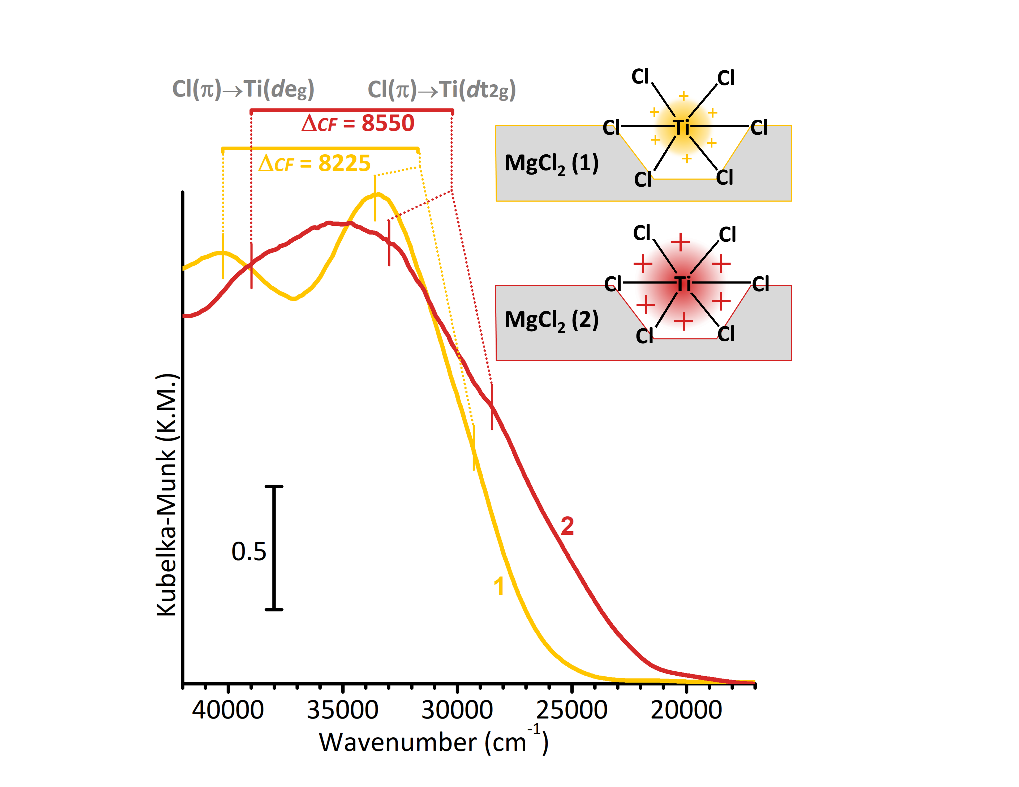 Cl(π)→Ti(deg)
Cl(π)→Ti(dt2g)
ΔCF = 8550
ΔCF = 8225
Cl
Cl
Cl
Ti
Cl
MgCl2 (1)
Cl
Cl
Cl
Cl
Cl
Ti
Cl
MgCl2 (2)
Cl
Cl
Kubelka-Munk (K.M.)
0.5
2
1
40000
35000
30000
25000
20000
Wavenumber (cm-1)